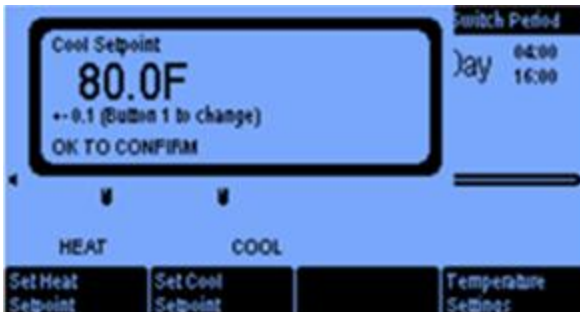 Switch Period
Cool Setpoint
80.0F
+- 0.1 (Button 1 to change)
OK TO CONFIRM
Day
04:00
16:00
HEAT
COOL
Set Heat
Setpoint
Set Cool
Setpoint
Temperature
Settings